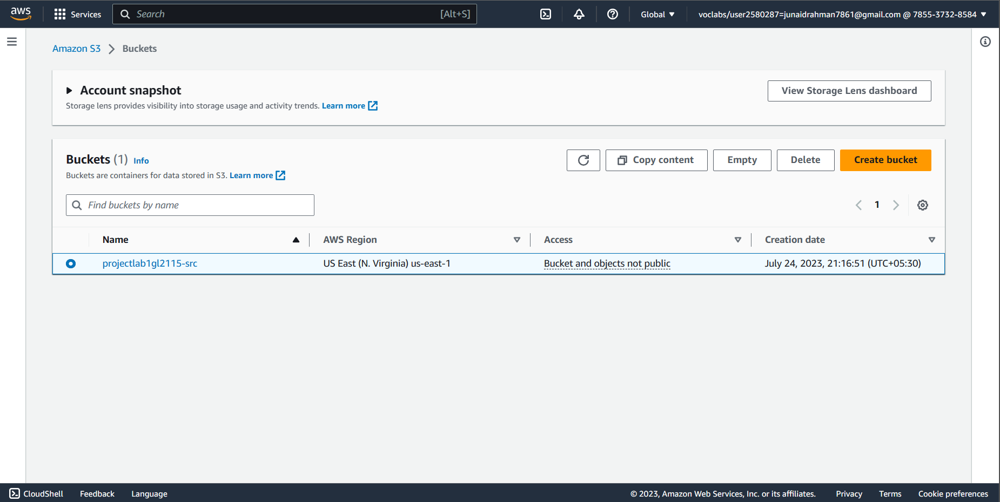 aws Services Search [Alt+S] Global voclabs/user2580287=junaidrahman7861@gmail.com @ 7855-3732-8584
Amazon S3 Buckets
Account snapshot
View Storage Lens dashboard
Storage lens provides visibility into storage usage and activity trends. Learn more
Buckets (1) Info
Copy content Empty Delete Create bucket
Buckets are containers for data stored in S3. Learn more
Find buckets by name
1
Name AWS Region Access Creation date
projectlab1gl2115-src US East (N. Virginia) us-east-1 Bucket and objects not public July 24, 2023, 21:16:51 (UTC+05:30)
CloudShell Feedback Language © 2023, Amazon Web Services, Inc. or its affiliates. Privacy Terms Cookie preferences